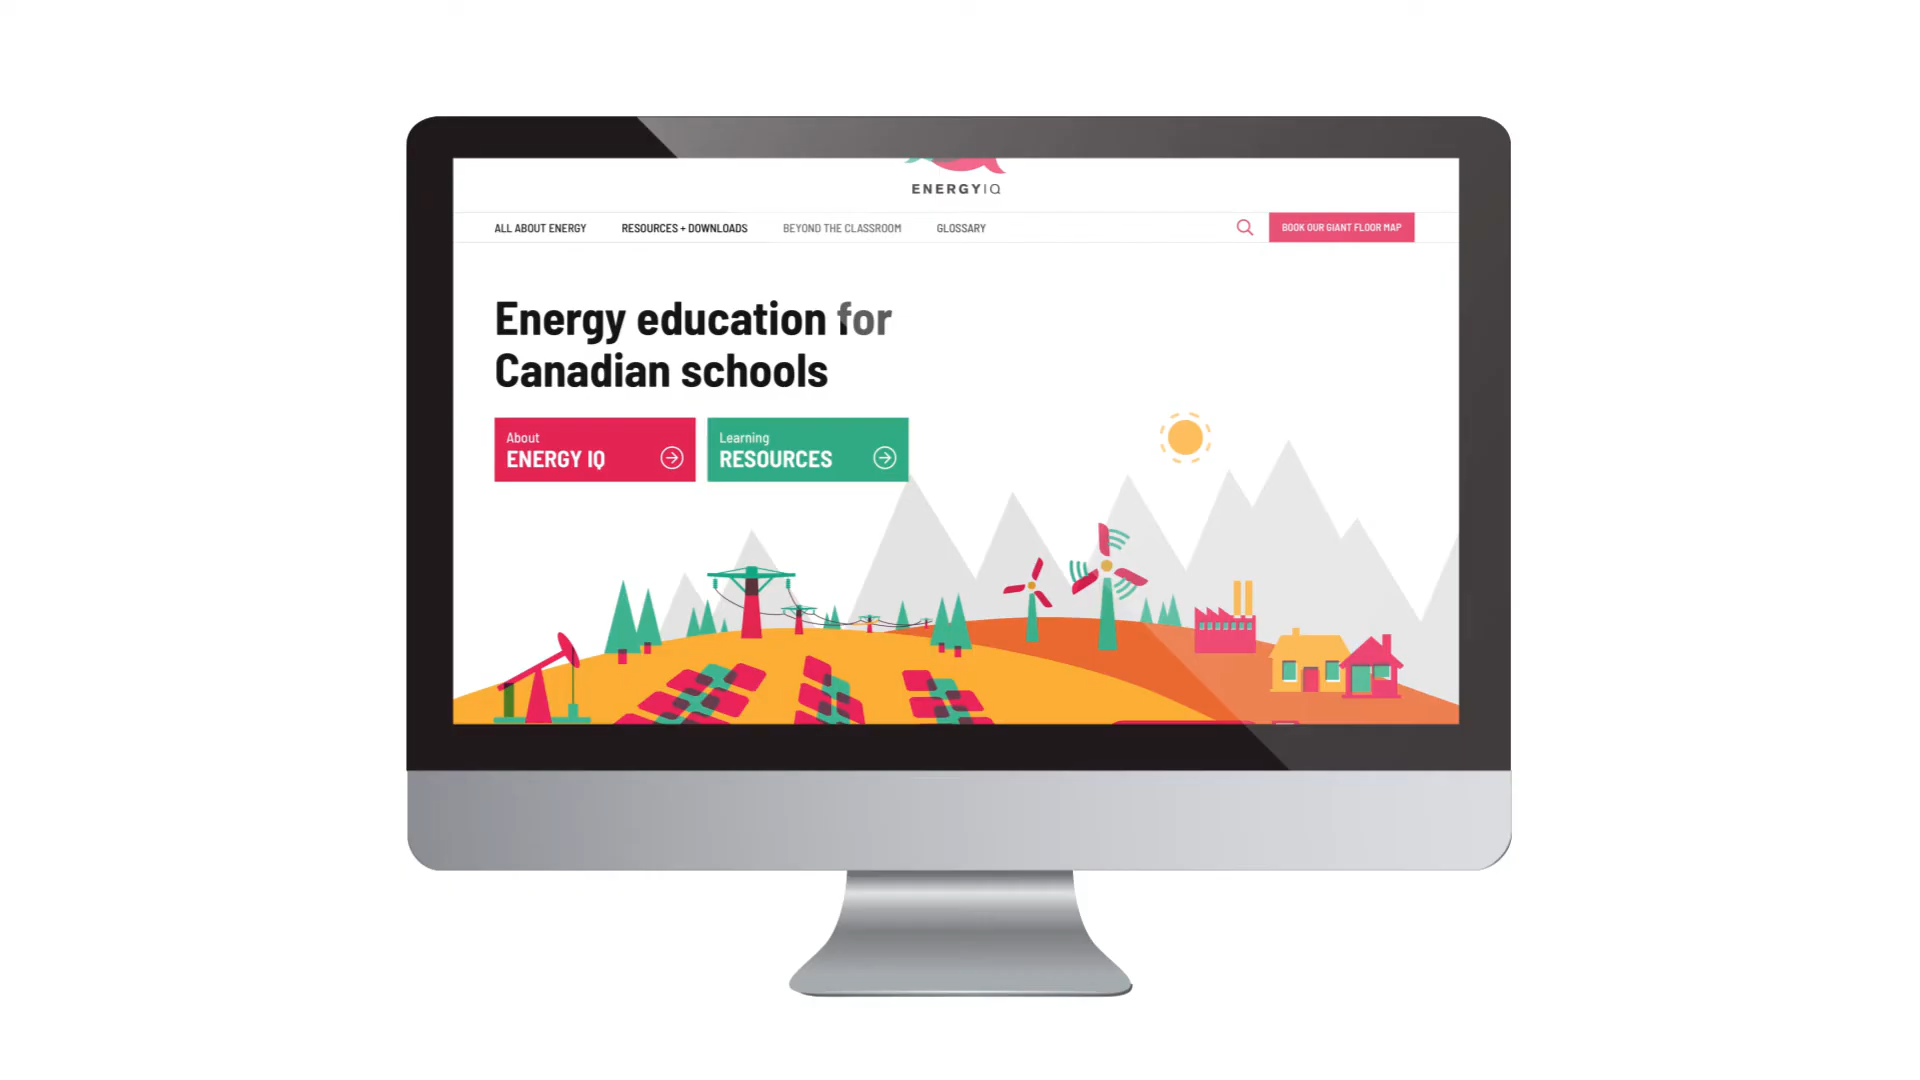 ENERGYIQ
ALL ABOUT ENERGY RESOURCES + DOWNLOADS BEYOND THE CLASSROOM GLOSSARY BOOK OUR GIANT FLOOR MAP
Energy education for
Canadian schools
About
ENERGY IQ
Learning
RESOURCES